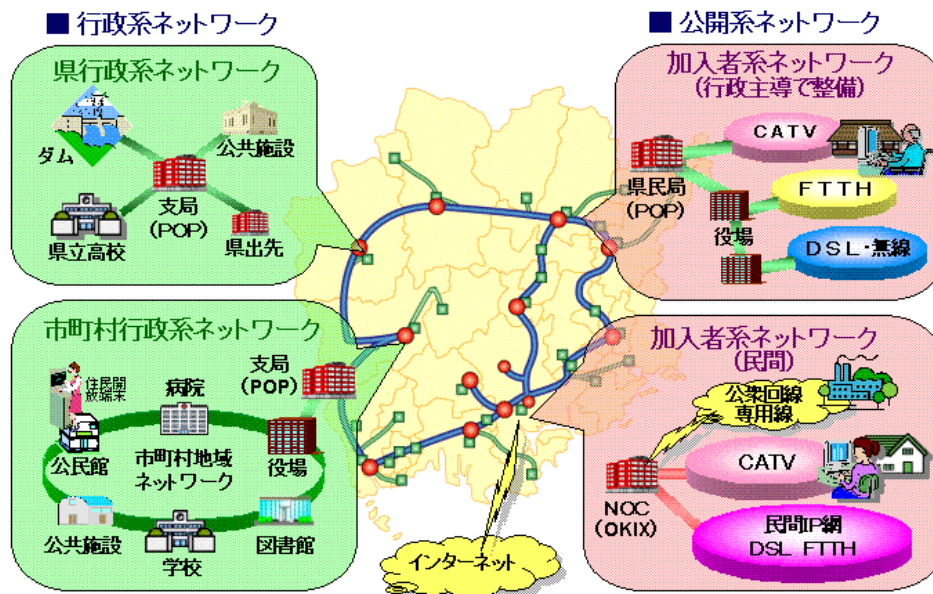 ■ 行政系ネットワーク
県行政系ネットワーク
ダム
公共施設
支局
(POP)
県立高校
県出先
市町村行政系ネットワーク
支局
(POP)
住民開
放端末
病院
公民館
市町村地域
ネットワーク
役場
公共施設
学校
図書館
インターネット
■ 公開系ネットワーク
加入者系ネットワーク
(行政主導で整備)
CATV
県民局
(POP)
FTTH
役場
DSL・無線
加入者系ネットワーク
(民間)
公衆回線
専用線
CATV
NOC
(OKIX)
民間IP網
DSL FTTH